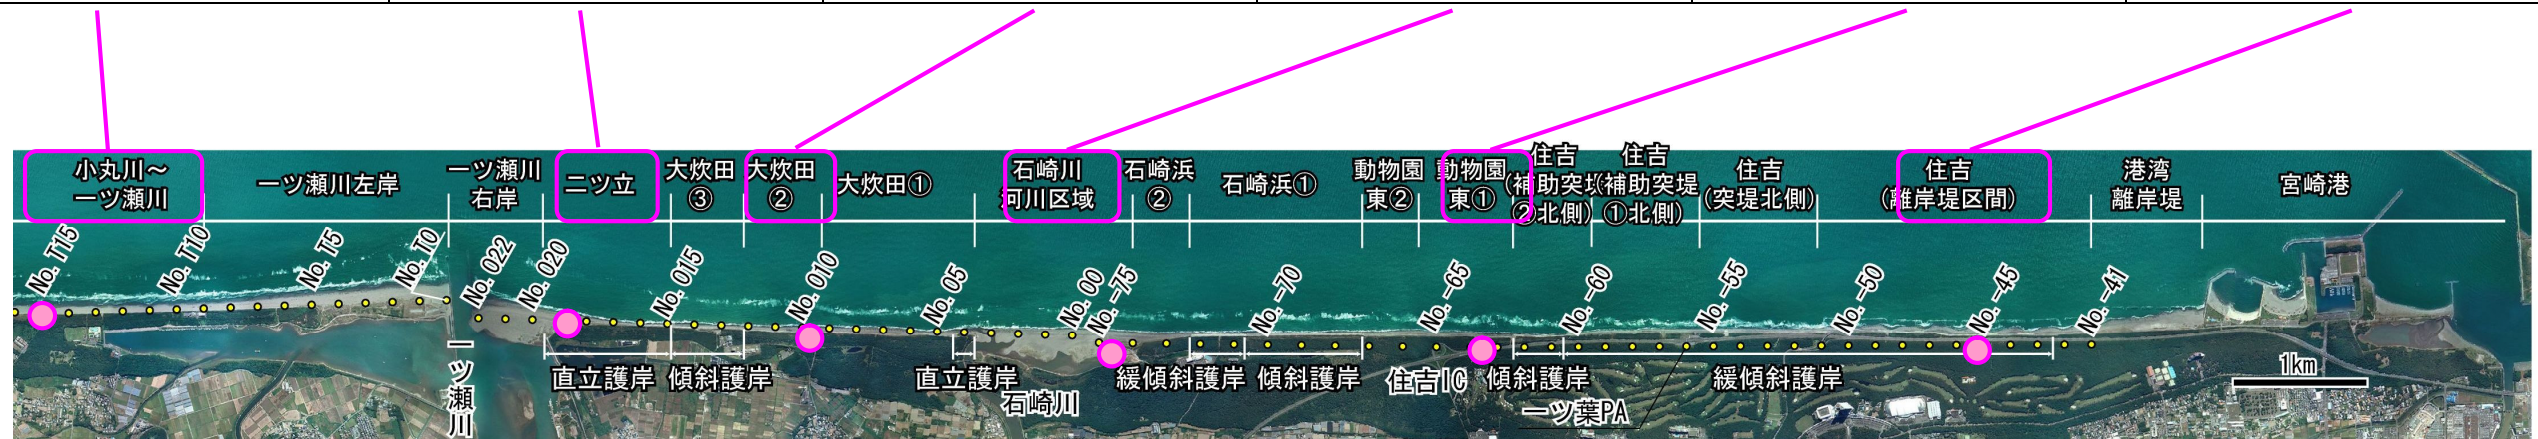 小丸川～
一ツ瀬川
一ツ瀬川左岸
一ツ瀬川
右岸
二ツ立
大炊田
③
大炊田
②
大炊田①
石崎川
河川区域
石崎浜
②
石崎浜①
動物園
東②
動物園
東①
住吉
(補助突堤
②北側)
住吉
(補助突堤
①北側)
住吉
(突堤北側)
住吉
(離岸堤区間)
港湾
離岸堤
宮崎港
No. T15
No. T10
No. T5
No. T0
No. 022
No. 020
No. 015
No. 010
No. 05
No. 00
No. -75
No. -70
No. -65
No. -60
No. -55
No. -50
No. -45
No. -41
一ツ瀬川
直立護岸
傾斜護岸
直立護岸
石崎川
緩傾斜護岸
傾斜護岸
住吉IC
傾斜護岸
一ツ葉PA
緩傾斜護岸
1km